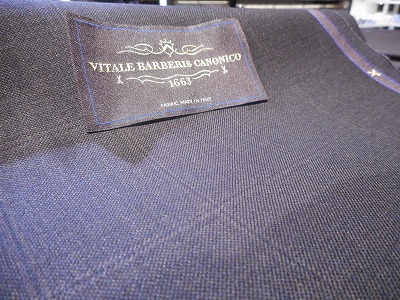 VITALE BARBERIS CANONICO
1663
FABRIC MADE IN ITALY